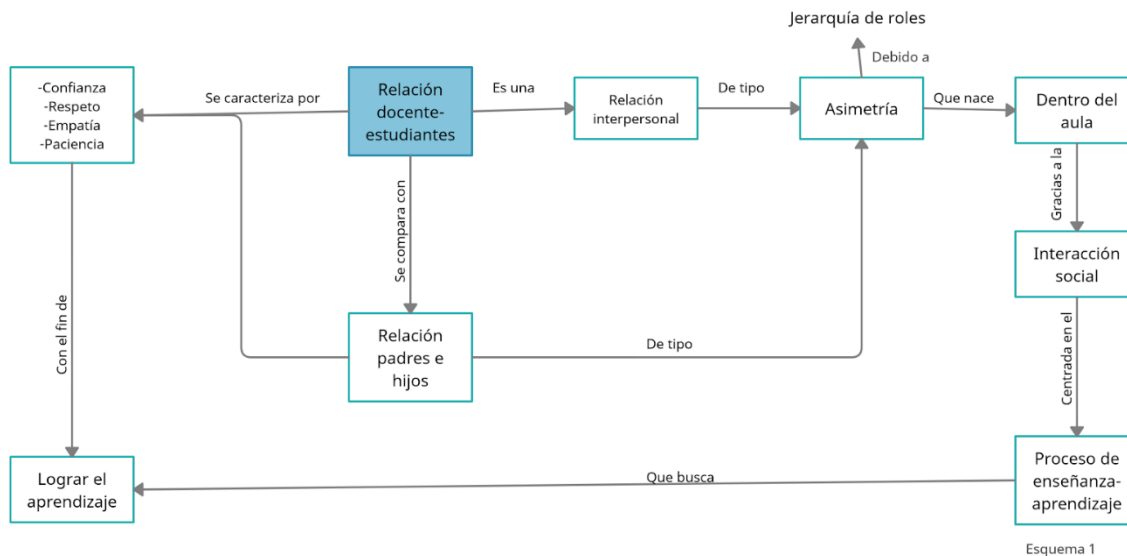 Jerarquía de roles
Debido a
-Confianza
-Respeto
-Empatía
-Paciencia
Se caracteriza por
Relación
docente-
estudiantes
Es una
Relación
interpersonal
De tipo
Asimetría
Que nace
Dentro del
aula
Gracias a la
Se compara con
Interacción
social
Con el fin de
Relación
padres e
hijos
De tipo
Centrada en el
Lograr el
aprendizaje
Que busca
Proceso de
enseñanza-
aprendizaje
Esquema 1